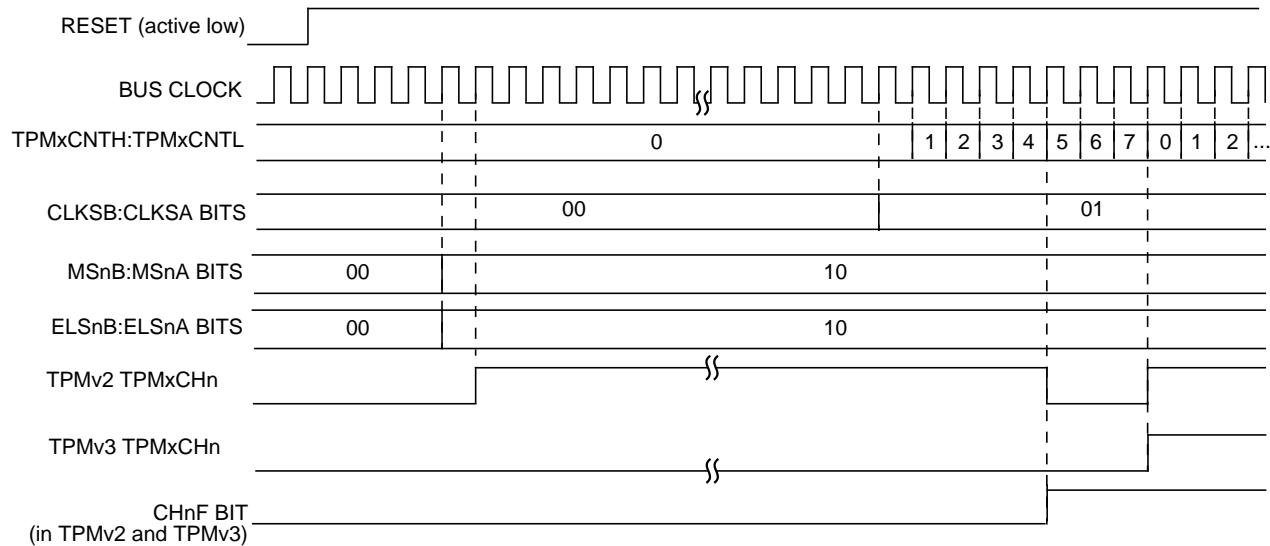 RESET (active low)
BUS CLOCK
TPMxCNTH:TPMxCNTL 0 1 2 3 4 5 6 7 0 1 2 ...
CLKSB:CLKSA BITS 00 01
MSnB:MSnA BITS 00 10
ELSnB:ELSnA BITS 00 10
TPMv2 TPMxCHn
TPMv3 TPMxCHn
CHnF BIT
(in TPMv2 and TPMv3)